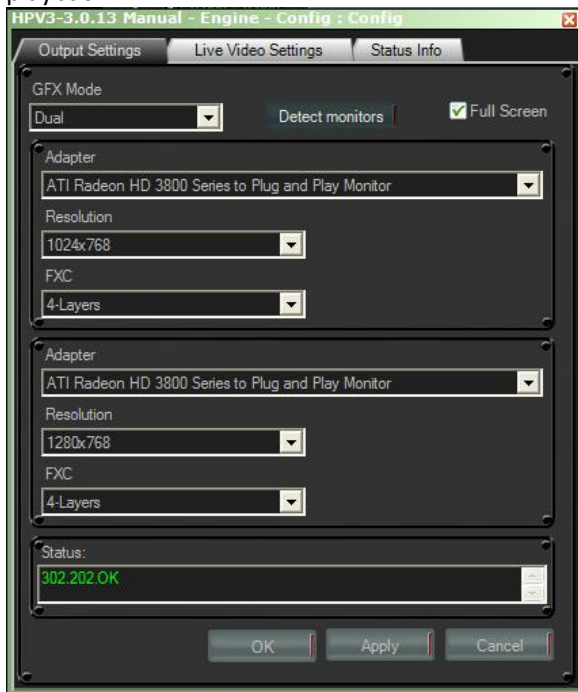 HPV3-3.0.13 Manual - Engine - Config : Config
Output Settings Live Video Settings Status Info
GFX Mode
Dual Detect monitors Full Screen
Adapter
ATI Radeon HD 3800 Series to Plug and Play Monitor
Resolution
1024x768
FXC
4-Layers
Adapter
ATI Radeon HD 3800 Series to Plug and Play Monitor
Resolution
1280x768
FXC
4-Layers
Status:
302.202.OK
OK Apply Cancel